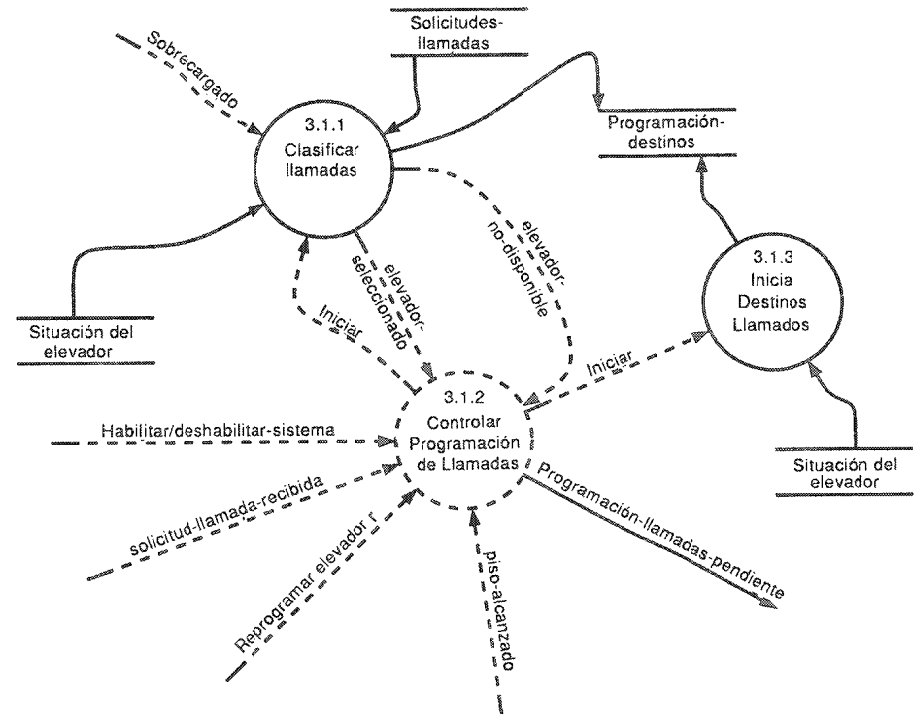 Solicitudes-
llamadas
Sobrecargado
3.1.1
Clasificar
llamadas
Programación-
destinos
elevador-
no-disponible
elevador-
seleccionado
Iniciar
3.1.3
Inicia
Destinos
Llamados
Situación del
elevador
Iniciar
3.1.2
Controlar
Programación
de Llamadas
Habilitar/deshabilitar-sistema
Situación del
elevador
solicitud-llamada-recibida
Programación-llamadas-pendiente
Reprogramar elevador r
piso-alcanzado